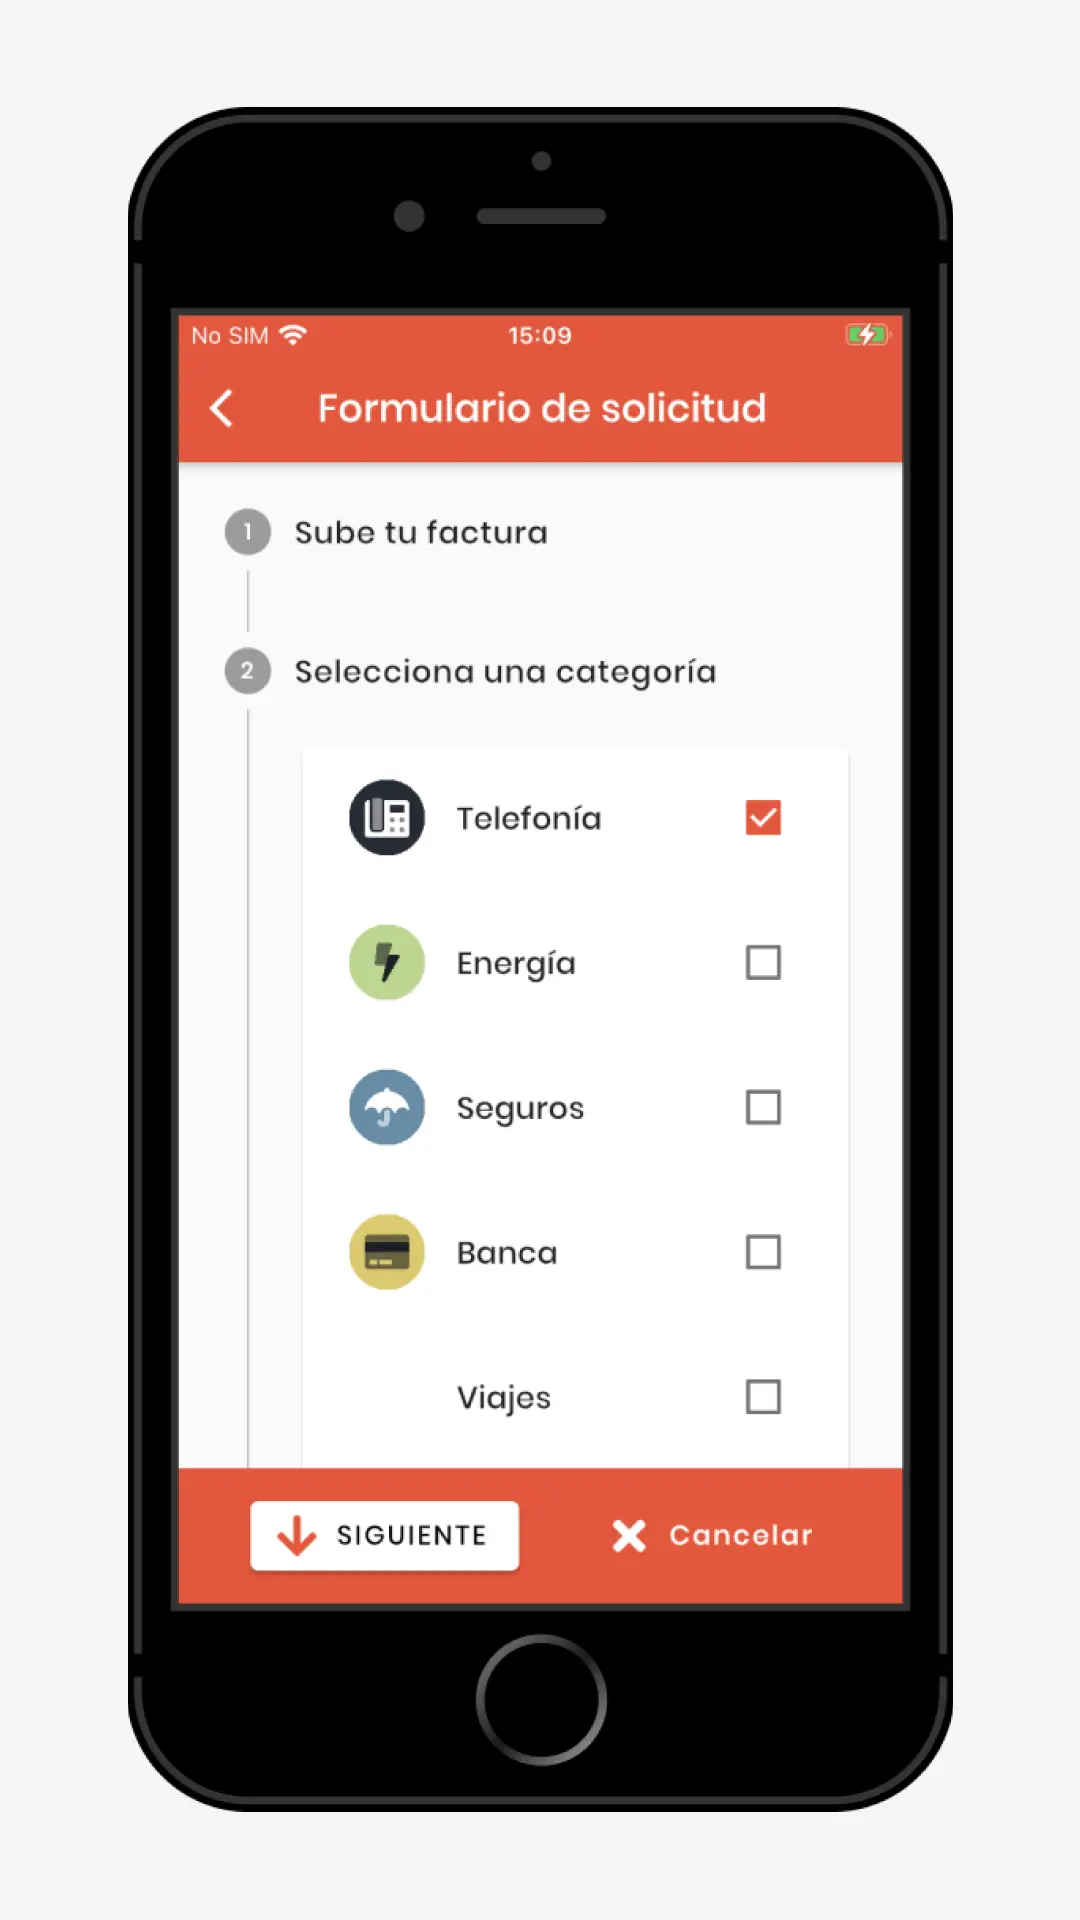 No SIM 15:09
Formulario de solicitud
1 Sube tu factura
2 Selecciona una categoría
Telefonía
Energía
Seguros
Banca
Viajes
SIGUIENTE Cancelar